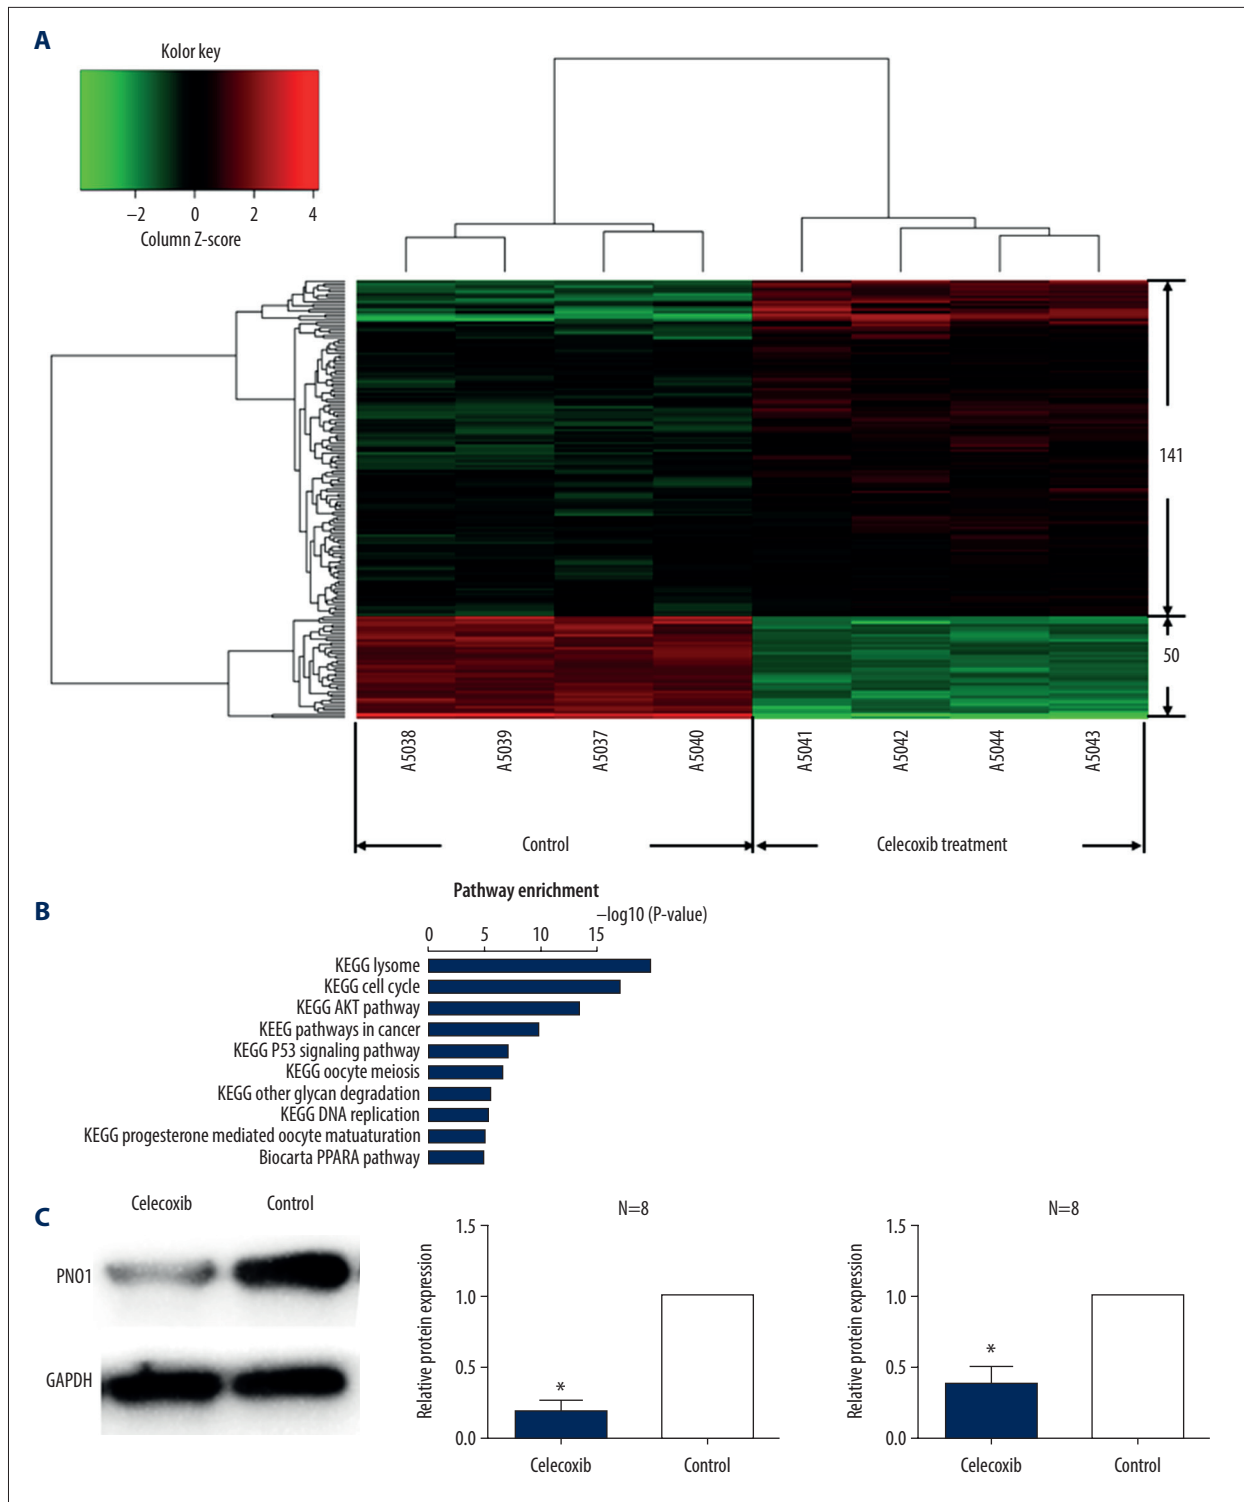 A
Kolor key
−2 0 2 4
Column Z-score
141
50
A5038 A5039 A5037 A5040 A5041 A5042 A5044 A5043
Control Celecoxib treatment
B
Pathway enrichment
−log10 (P-value)
0 5 10 15
KEGG lysome
KEGG cell cycle
KEGG AKT pathway
KEEG pathways in cancer
KEGG P53 signaling pathway
KEGG oocyte meiosis
KEGG other glycan degradation
KEGG DNA replication
KEGG progesterone mediated oocyte matuaturation
Biocarta PPARA pathway
C
Celecoxib Control
PNO1
GAPDH
N=8
Relative protein expression
1.5
1.0
0.5
0.0
*
Celecoxib Control
N=8
Relative protein expression
1.5
1.0
0.5
0.0
*
Celecoxib Control